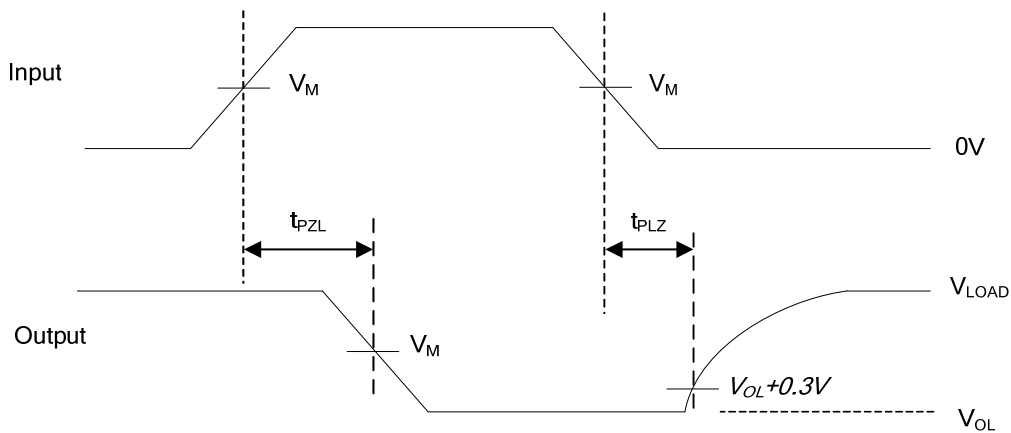 Input
V_M
V_M
0V
t_PZL
t_PLZ
V_LOAD
Output
V_M
V_OL+0.3V
V_OL